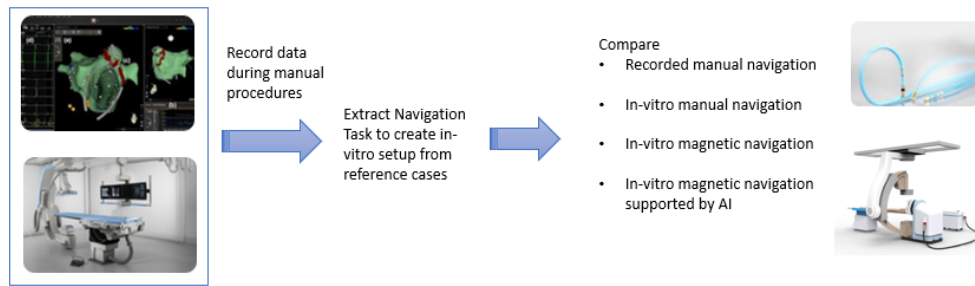 (d)
(e)
(c)
(b)
Record data
during manual
procedures
Extract Navigation
Task to create in-
vitro setup from
reference cases
Compare
• Recorded manual navigation
• In-vitro manual navigation
• In-vitro magnetic navigation
• In-vitro magnetic navigation
supported by AI